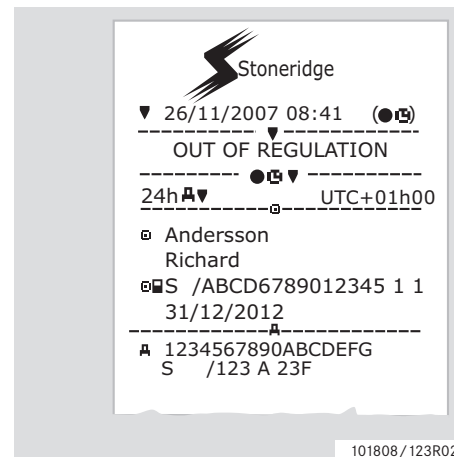 Stoneridge
26/11/2007 08:41
OUT OF REGULATION
24h UTC+01h00
Andersson
Richard
S /ABCD6789012345 1 1
31/12/2012
1234567890ABCDEFG
S /123 A 23F
101808/123R02